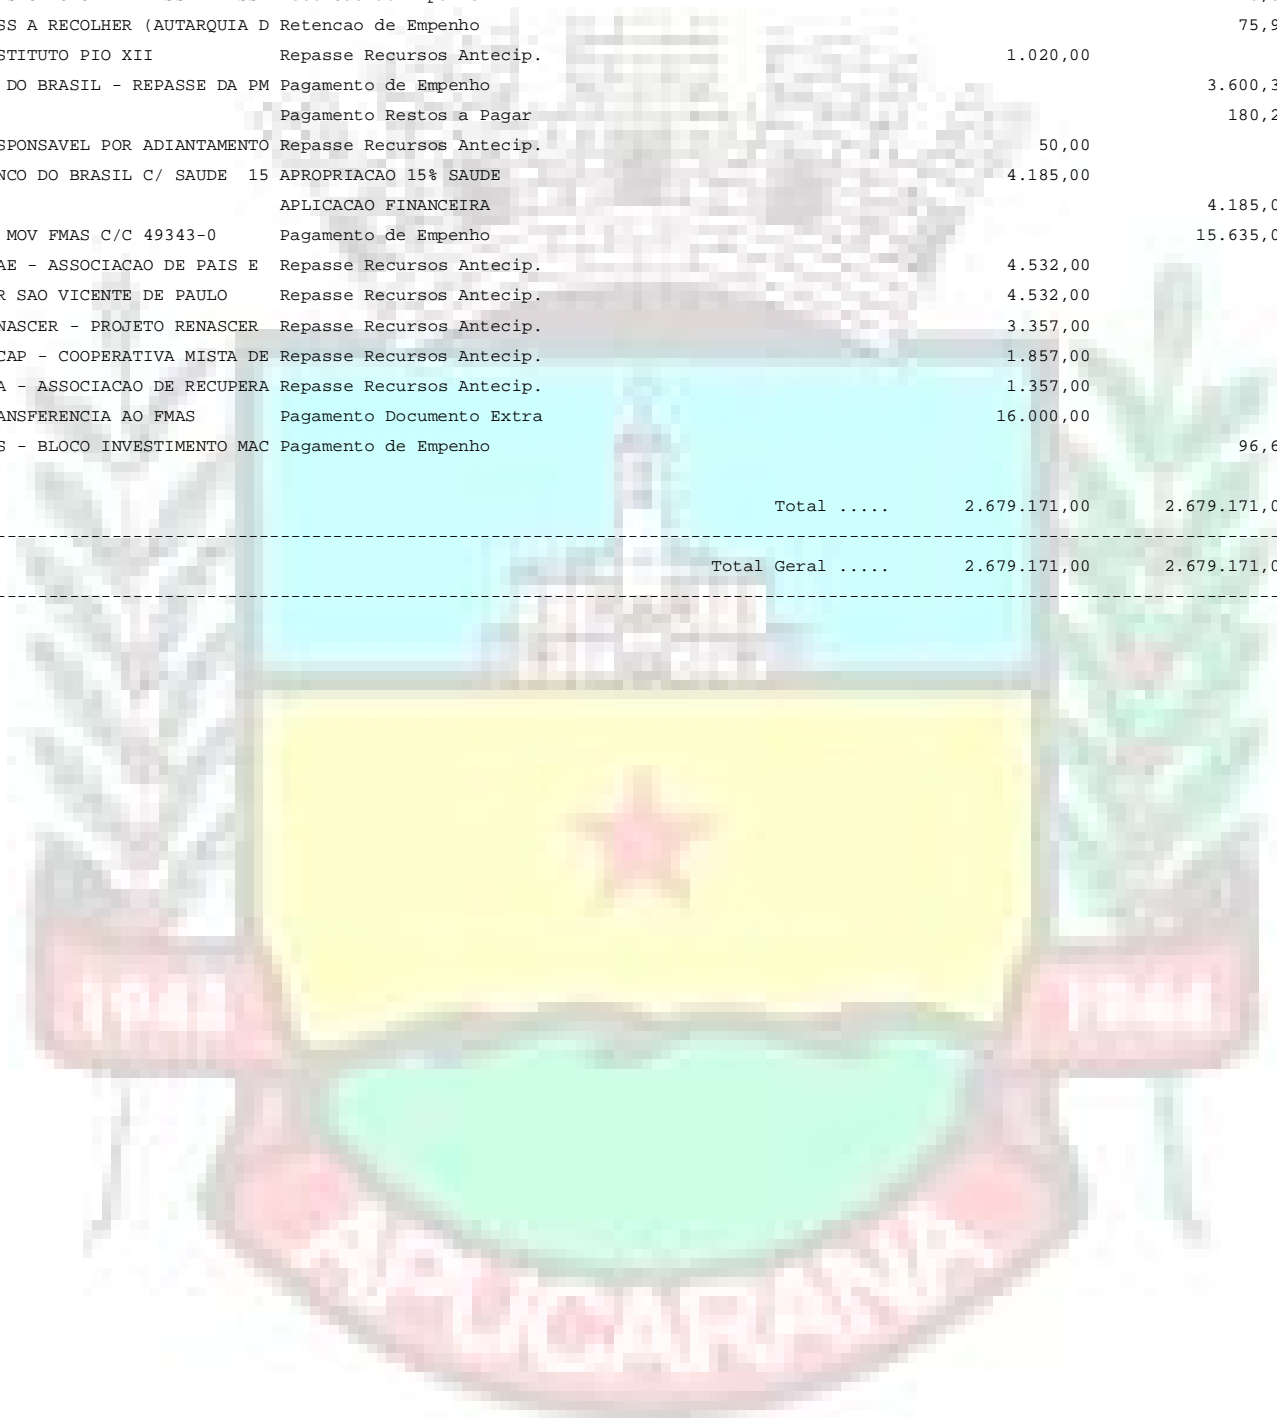 SS A RECOLHER (AUTARQUIA D Retencao de Empenho 75,9
STITUTO PIO XII Repasse Recursos Antecip. 1.020,00
DO BRASIL - REPASSE DA PM Pagamento de Empenho 3.600,3
Pagamento Restos a Pagar 180,2
SPONSAVEL POR ADIANTAMENTO Repasse Recursos Antecip. 50,00
NCO DO BRASIL C/ SAUDE 15 APROPRIACAO 15% SAUDE 4.185,00
APLICACAO FINANCEIRA 4.185,0
MOV FMAS C/C 49343-0 Pagamento de Empenho 15.635,0
AE - ASSOCIACAO DE PAIS E Repasse Recursos Antecip. 4.532,00
R SAO VICENTE DE PAULO Repasse Recursos Antecip. 4.532,00
NASCER - PROJETO RENASCER Repasse Recursos Antecip. 3.357,00
CAP - COOPERATIVA MISTA DE Repasse Recursos Antecip. 1.857,00
A - ASSOCIACAO DE RECUPERA Repasse Recursos Antecip. 1.357,00
ANSFERENCIA AO FMAS Pagamento Documento Extra 16.000,00
S - BLOCO INVESTIMENTO MAC Pagamento de Empenho 96,6
Total ..... 2.679.171,00 2.679.171,0
Total Geral ..... 2.679.171,00 2.679.171,0
1944
APUCARANA